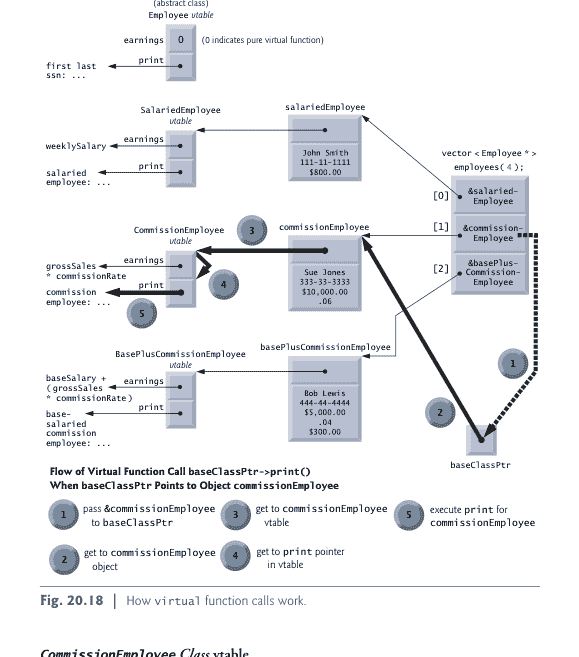 (abstract class)
Employee vtable
earnings
0
(0 indicates pure virtual function)
print
first last
ssn: ...
SalariedEmployee
vtable
salariedEmployee
weeklySalary
earnings
print
salaried
employee: ...
John Smith
111-11-1111
$800.00
vector < Employee * >
employees( 4 );
[0]
&salaried-
Employee
[1]
&commission-
Employee
[2]
&basePlus-
Commission-
Employee
CommissionEmployee
vtable
3
commissionEmployee
grossSales
* commissionRate
earnings
4
print
commission
employee: ...
5
Sue Jones
333-33-3333
$10,000.00
.06
BasePlusCommissionEmployee
vtable
basePlusCommissionEmployee
baseSalary +
(grossSales
* commissionRate)
earnings
print
base-
salaried
commission
employee: ...
Bob Lewis
444-44-4444
$5,000.00
.04
$300.00
1
2
baseClassPtr
Flow of Virtual Function Call baseClassPtr->print()
When baseClassPtr Points to Object commissionEmployee
1 pass &commissionEmployee
to baseClassPtr
2 get to commissionEmployee
object
3 get to commissionEmployee
vtable
4 get to print pointer
in vtable
5 execute print for
commissionEmployee
Fig. 20.18 | How virtual function calls work.
CommissionEmployee Class vtable